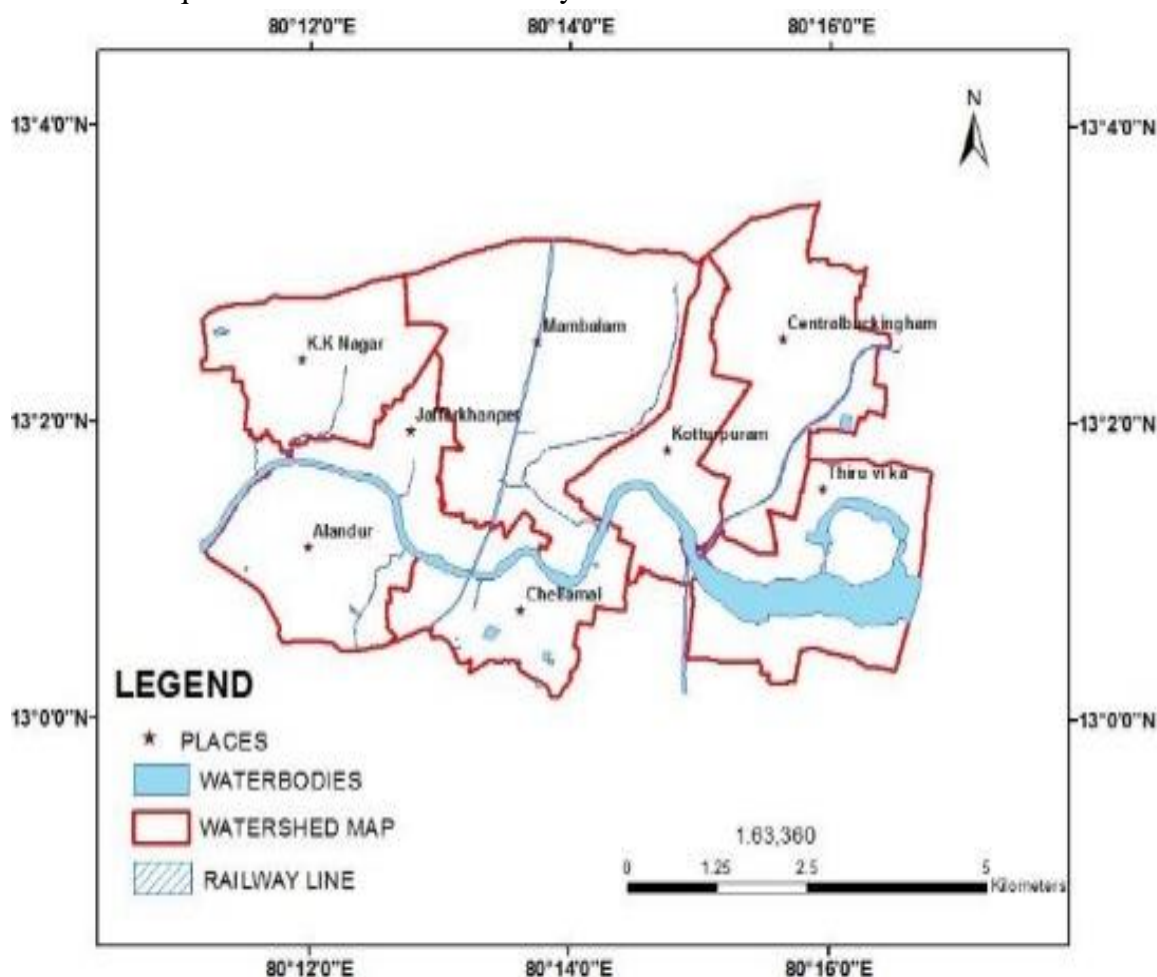 80°12'0"E 80°14'0"E 80°16'0"E
N
13°4'0"N 13°4'0"N
Centralbuckingham
Mambalam
K.K Nagar
Jafferkhanpet
13°2'0"N 13°2'0"N
Kotturpuram
Thiru vi ka
Alandur
Chellamal
LEGEND
13°0'0"N 13°0'0"N
PLACES
WATERBODIES
WATERSHED MAP
RAILWAY LINE
1:63,360
0 1.25 2.5 5
Kilometers
80°12'0"E 80°14'0"E 80°16'0"E